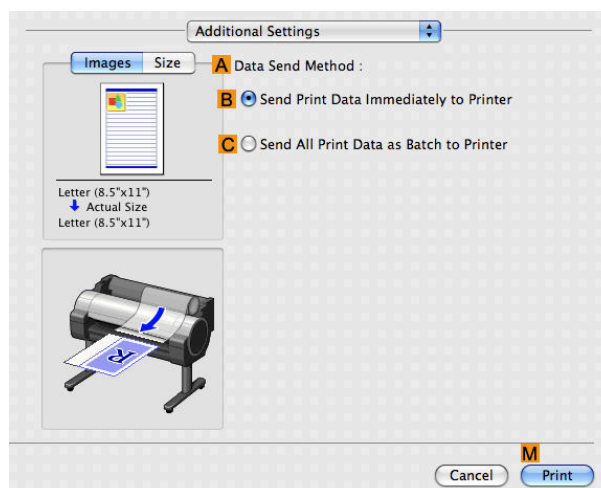 Additional Settings
Images Size
A Data Send Method :
B Send Print Data Immediately to Printer
C Send All Print Data as Batch to Printer
Letter (8.5"x11")
Actual Size
Letter (8.5"x11")
R
M
Cancel Print